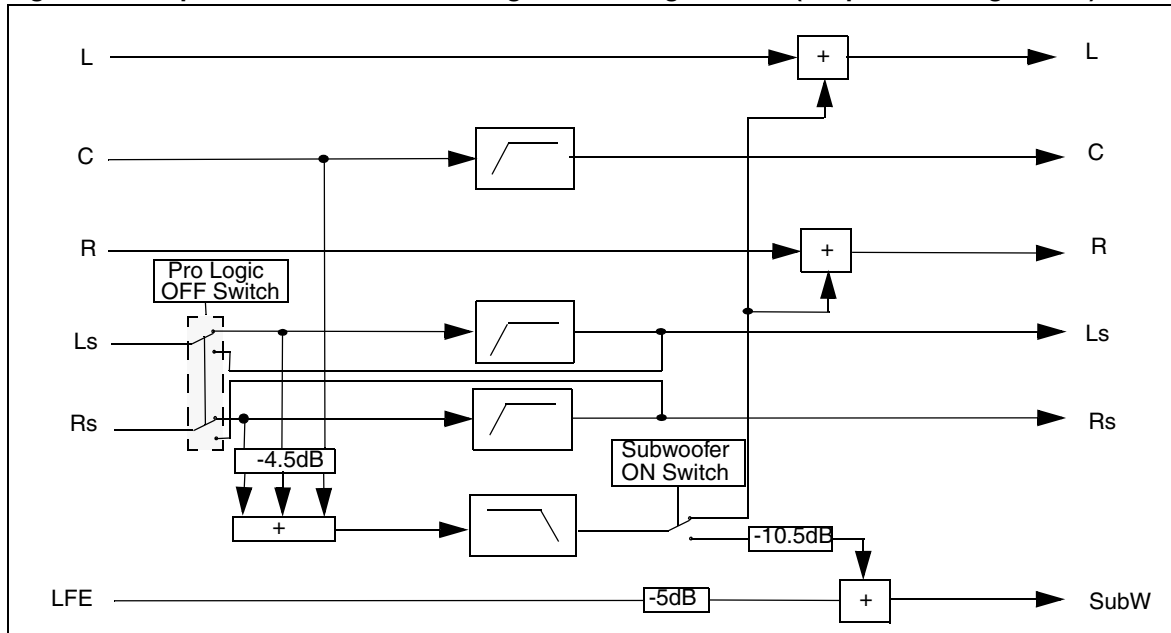 L
+
L
C
C
R
+
R
Pro Logic
OFF Switch
Ls
Ls
Rs
Rs
Subwoofer
ON Switch
-4.5dB
+
-10.5dB
LFE
-5dB
+
SubW